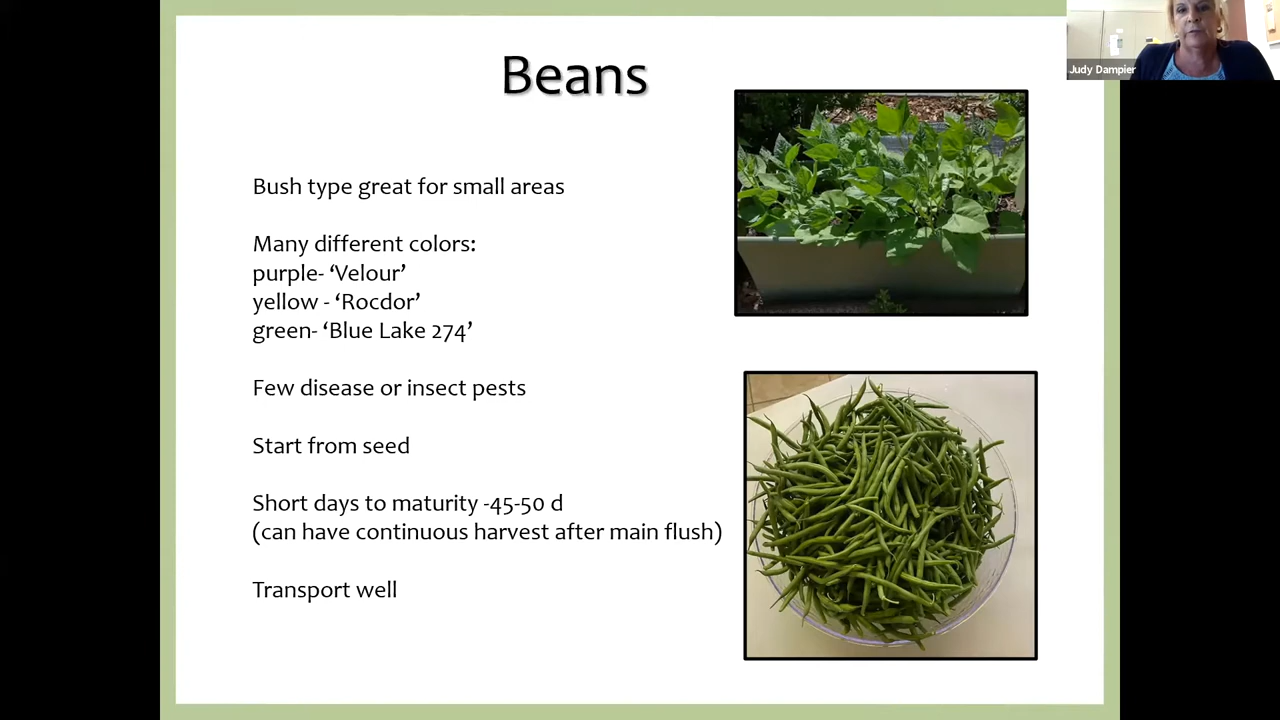 Beans
Judy Dampier
Bush type great for small areas
Many different colors:
purple- ‘Velour’
yellow - ‘Rocdor’
green- ‘Blue Lake 274’
Few disease or insect pests
Start from seed
Short days to maturity -45-50 d
(can have continuous harvest after main flush)
Transport well